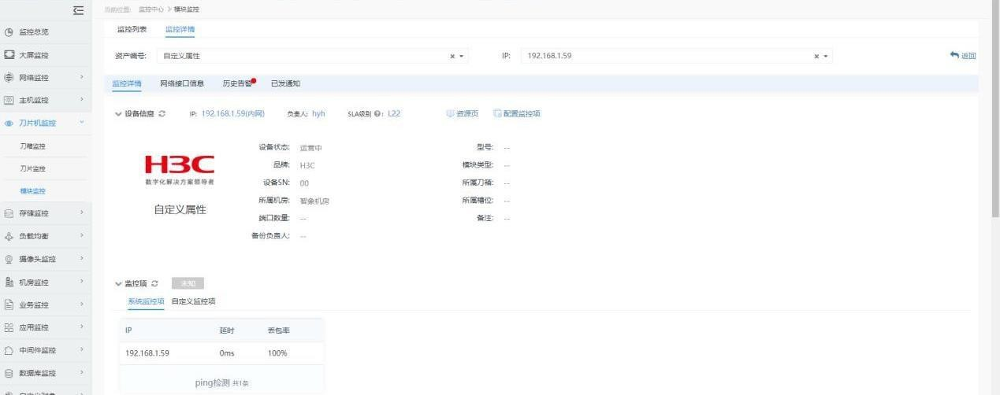 当前位置: 监控中心 > 模块监控
监控总览
大屏监控
网络监控
主机监控
刀片机监控
刀箱监控
刀片监控
模块监控
存储监控
负载均衡
摄像头监控
机房监控
业务监控
应用监控
中间件监控
数据库监控
自定义对象
监控列表 监控详情
资产编号: 自定义属性 IP: 192.168.1.59 返回
监控详情 网络接口信息 历史告警 已发通知
设备信息 IP: 192.168.1.59(内网) 负责人: hyh SLA级别 : L22 资源页 配置监控项
H3C
数字化解决方案领导者
自定义属性
设备状态: 运营中 型号: --
品牌: H3C 模块类型: --
设备SN: 00 所属刀箱: --
所属机房: 智象机房 所属槽位: --
端口数量: -- 备注: --
备份负责人: --
监控项 未知
系统监控项 自定义监控项
IP 延时 丢包率
192.168.1.59 0ms 100%
ping检测 共1条